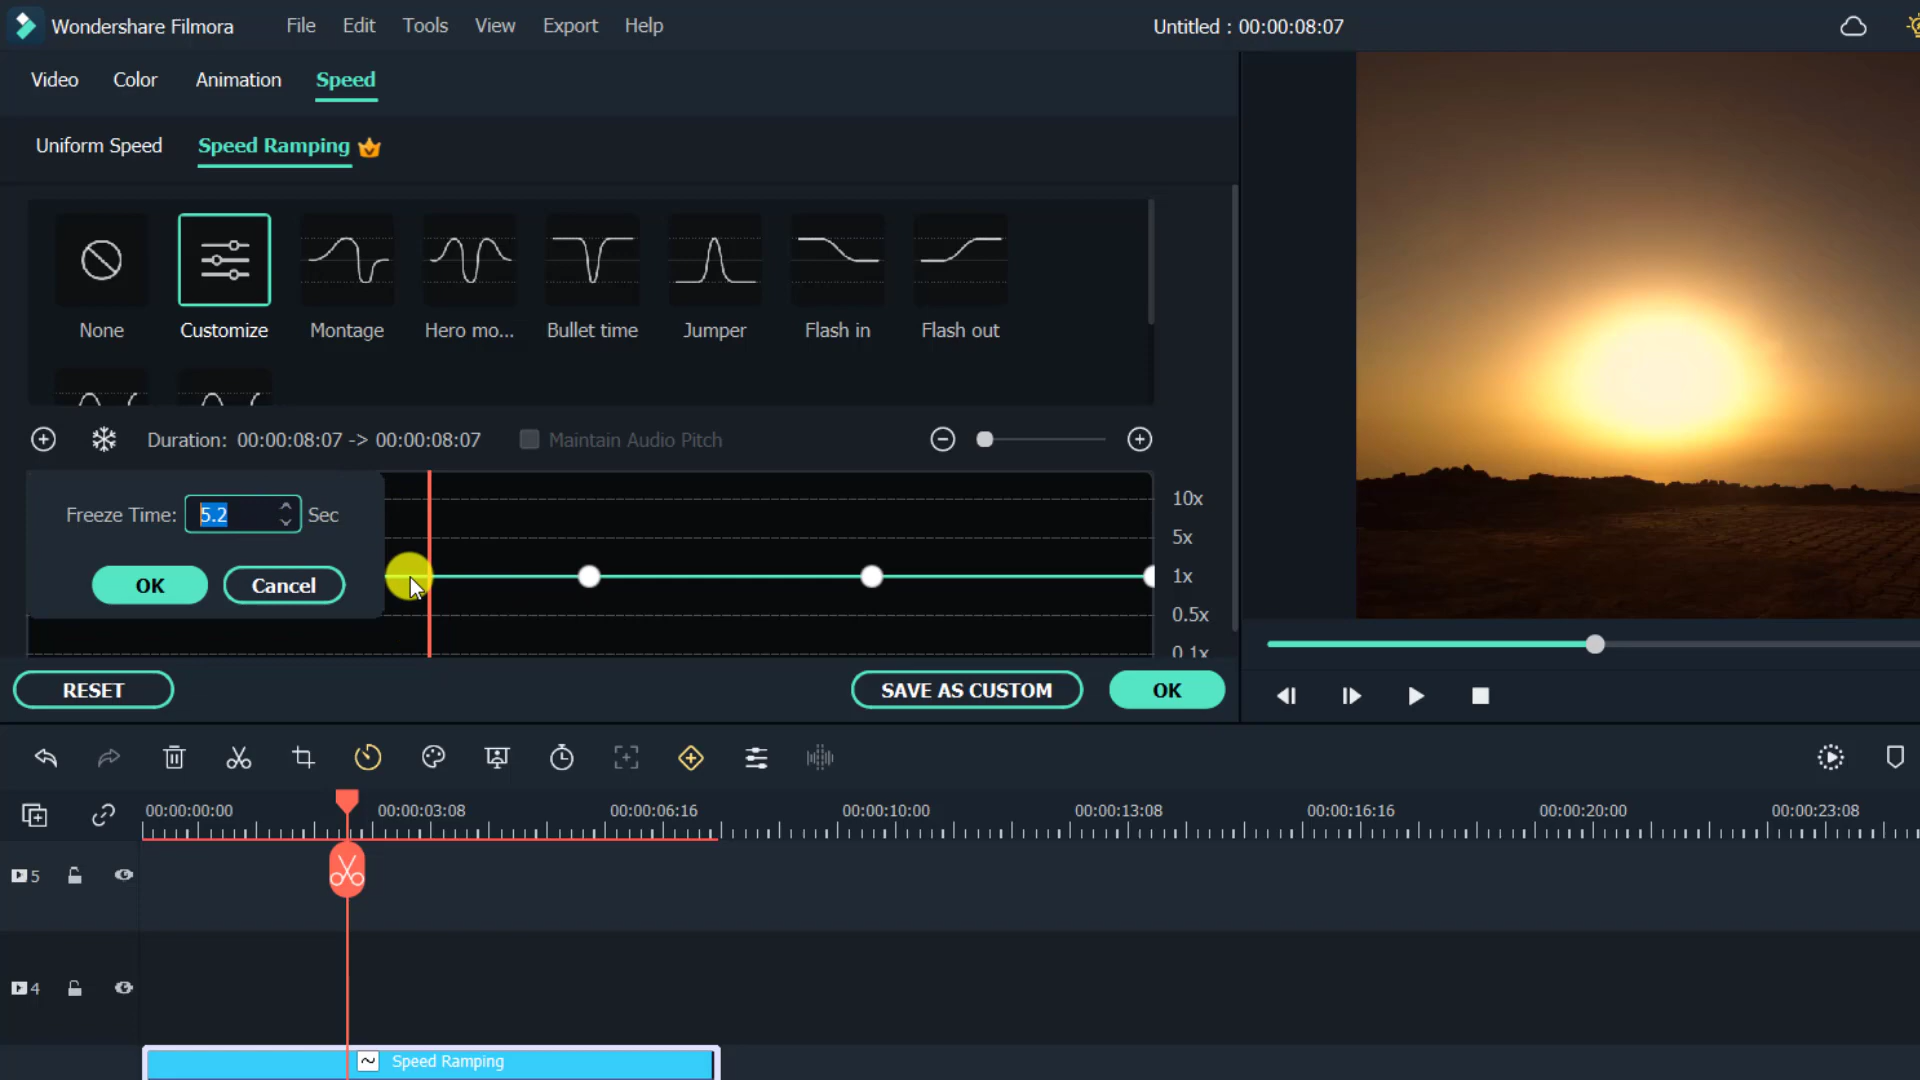 Wondershare Filmora File Edit Tools View Export Help Untitled : 00:00:08:07
Video Color Animation Speed
Uniform Speed Speed Ramping
None Customize Montage Hero mo... Bullet time Jumper Flash in Flash out
Duration: 00:00:08:07 -> 00:00:08:07 Maintain Audio Pitch
10x
Freeze Time: 5.2 Sec
5x
OK Cancel
1x
0.5x
0.1x
RESET SAVE AS CUSTOM OK
00:00:00:00 00:00:03:08 00:00:06:16 00:00:10:00 00:00:13:08 00:00:16:16 00:00:20:00 00:00:23:08
5
4
Speed Ramping